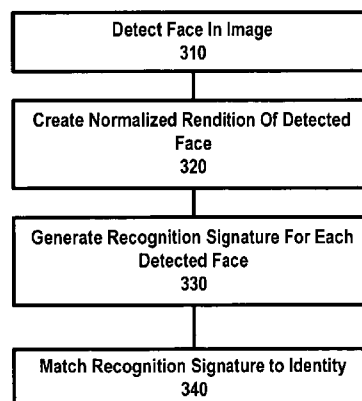 Detect Face In Image
310
Create Normalized Rendition Of Detected
Face
320
Generate Recognition Signature For Each
Detected Face
330
Match Recognition Signature to Identity
340